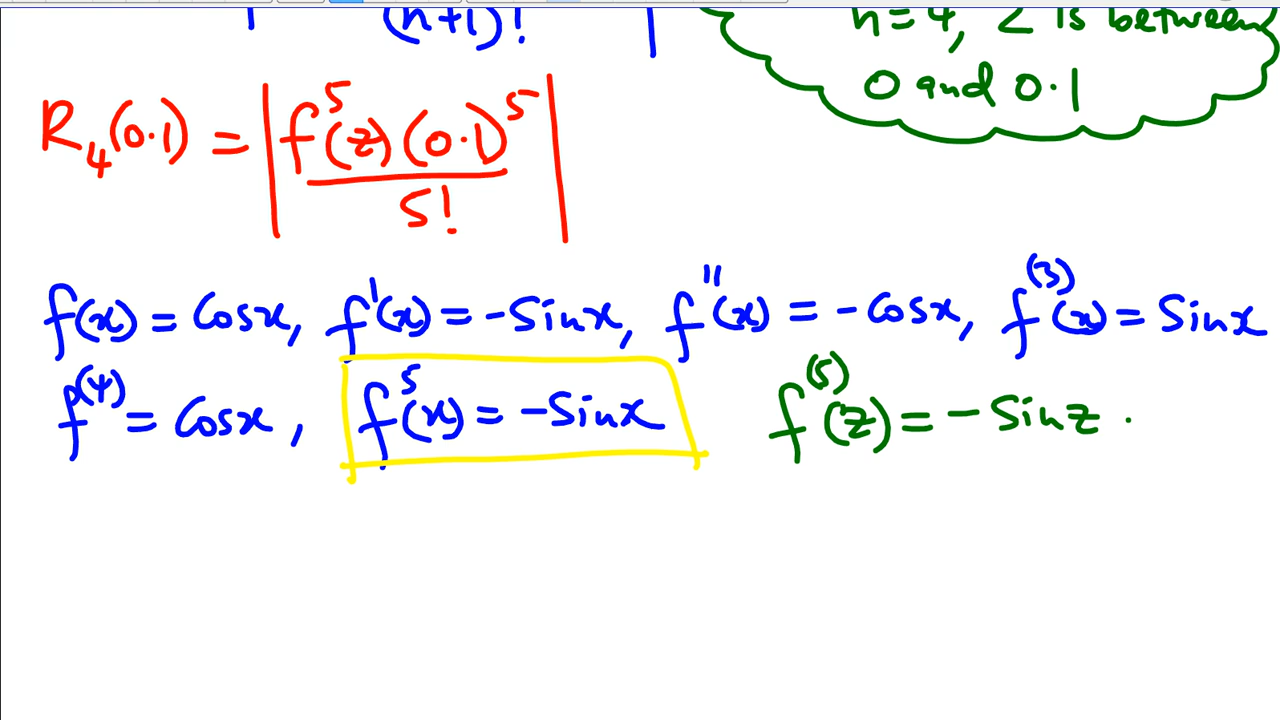 (n+1)!
n=4, Z is between
0 and 0.1
R₄(0.1) = | f⁵(z)(0.1)⁵ / 5! |
f(x) = Cosx, f'(x) = -Sinx, f''(x) = -Cosx, f⁽³⁾(x) = Sinx
f⁽⁴⁾ = Cosx, f⁵(x) = -Sinx f⁽⁵⁾(z) = -Sinz.